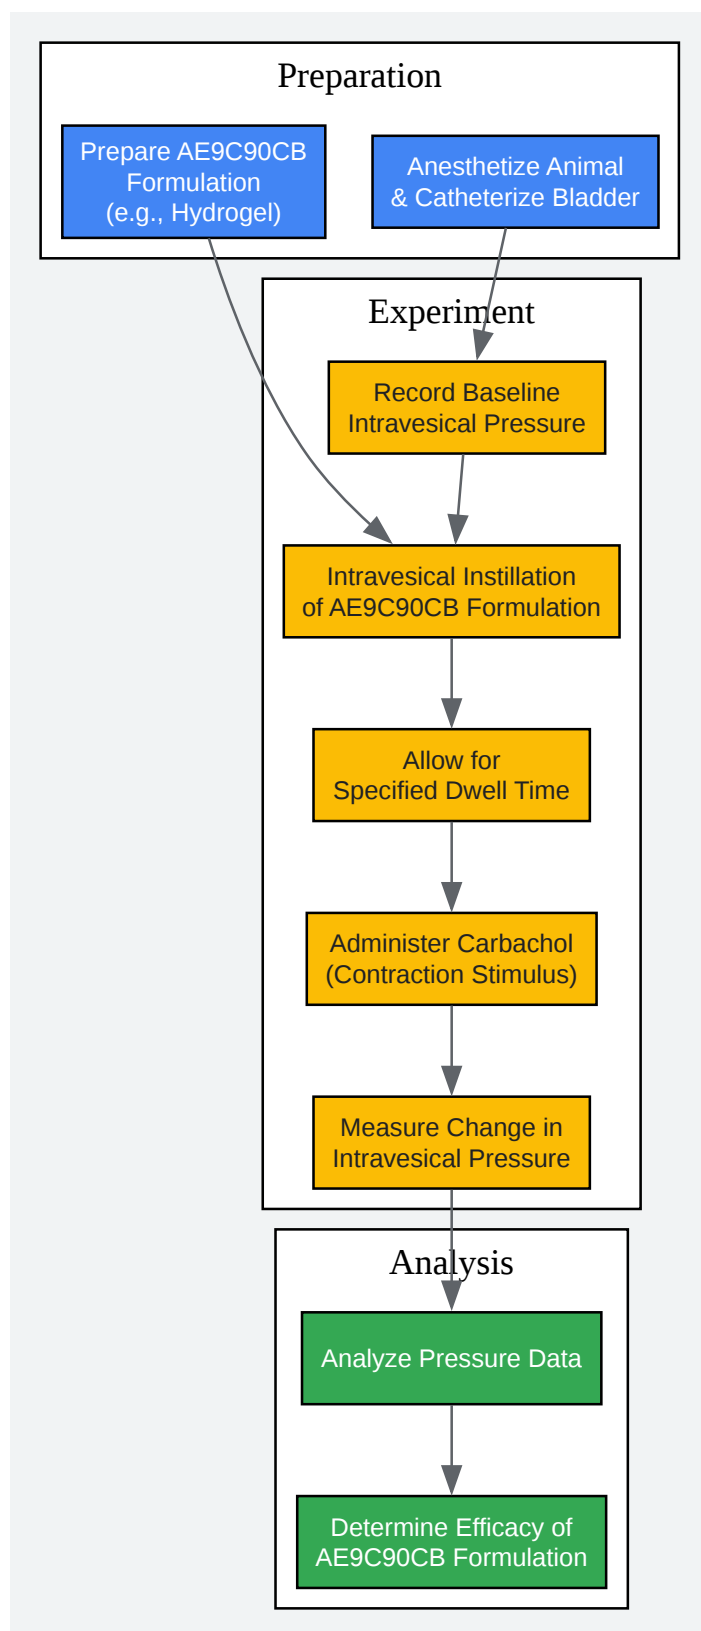 Preparation
Prepare AE9C90CB
Formulation
(e.g., Hydrogel)
Anesthetize Animal
& Catheterize Bladder
Experiment
Record Baseline
Intravesical Pressure
Intravesical Instillation
of AE9C90CB Formulation
Allow for
Specified Dwell Time
Administer Carbachol
(Contraction Stimulus)
Measure Change in
Intravesical Pressure
Analysis
Analyze Pressure Data
Determine Efficacy of
AE9C90CB Formulation